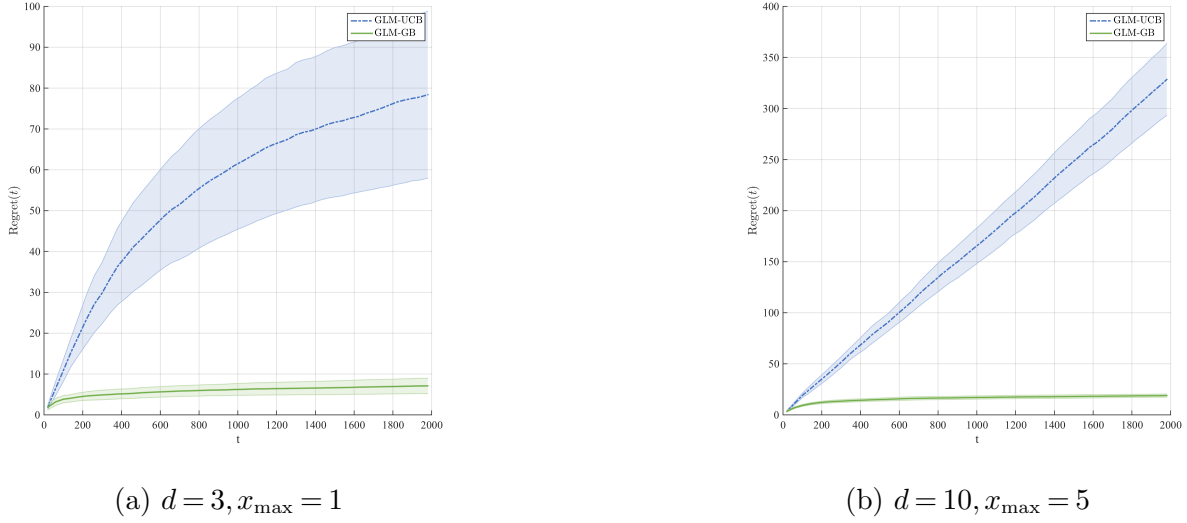 100
90
80
70
60
50
40
30
20
10
0
Regret(t)
GLM-UCB
GLM-GB
0 200 400 600 800 1000 1200 1400 1600 1800 2000
t
(a) d = 3, x_max = 1
400
350
300
250
200
150
100
50
0
Regret(t)
GLM-UCB
GLM-GB
0 200 400 600 800 1000 1200 1400 1600 1800 2000
t
(b) d = 10, x_max = 5